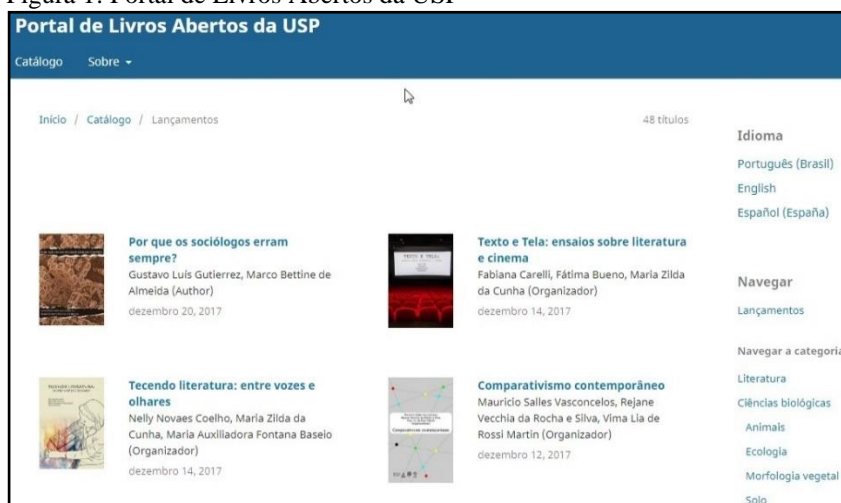 Figura 1. Portal de Livros Abertos da USP
Portal de Livros Abertos da USP
Catálogo Sobre
Início / Catálogo / Lançamentos
48 títulos
Por que os sociólogos erram
sempre?
Gustavo Luís Gutierrez, Marco Bettine de
Almeida (Author)
dezembro 20, 2017
Texto e Tela: ensaios sobre literatura
e cinema
Fabiana Carelli, Fátima Bueno, Maria Zilda
da Cunha (Organizador)
dezembro 14, 2017
Tecendo literatura: entre vozes e
olhares
Nelly Novaes Coelho, Maria Zilda da
Cunha, Maria Auxiliadora Fontana Baseio
(Organizador)
dezembro 14, 2017
Comparativismo contemporâneo
Mauricio Salles Vasconcelos, Rejane
Vecchia da Rocha e Silva, Vima Lia de
Rossi Martin (Organizador)
dezembro 12, 2017
Idioma
Português (Brasil)
English
Español (España)
Navegar
Lançamentos
Navegar a categoria
Literatura
Ciências biológicas
Animais
Ecologia
Morfologia vegetal
Solo